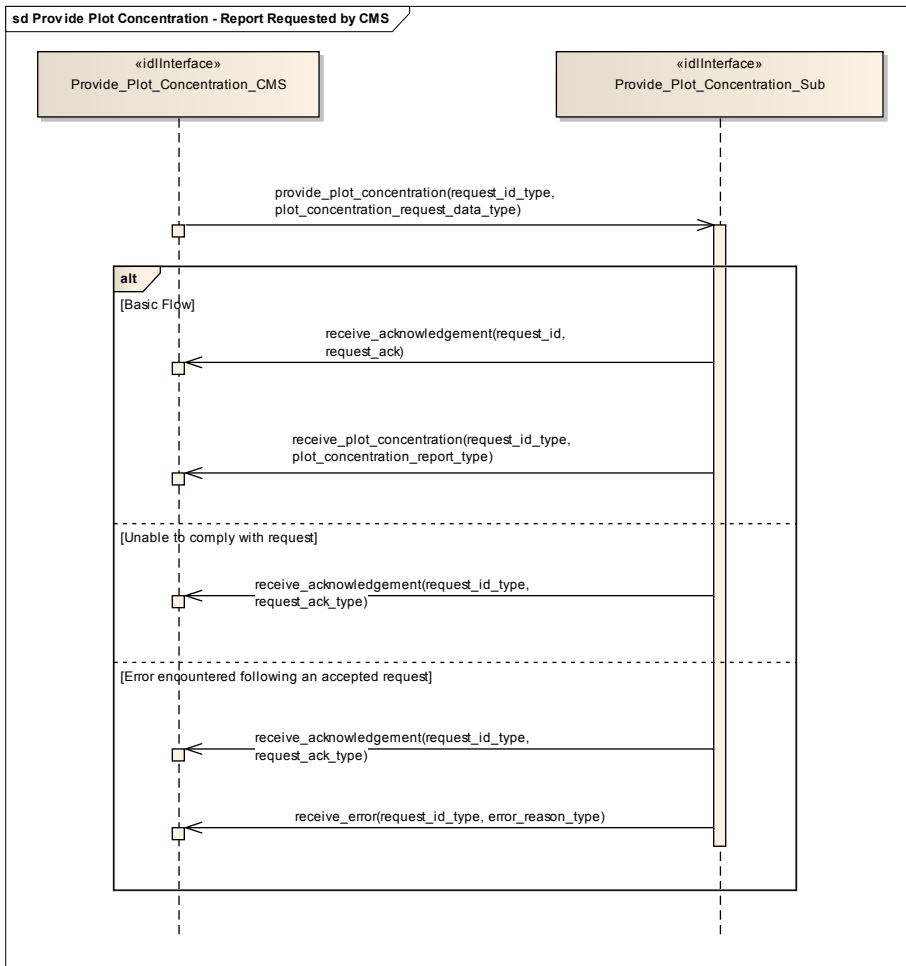 sd Provide Plot Concentration - Report Requested by CMS
«idlInterface»
Provide_Plot_Concentration_CMS
«idlInterface»
Provide_Plot_Concentration_Sub
provide_plot_concentration(request_id_type,
plot_concentration_request_data_type)
alt
[Basic Flow]
receive_acknowledgement(request_id,
request_ack)
receive_plot_concentration(request_id_type,
plot_concentration_report_type)
[Unable to comply with request]
receive_acknowledgement(request_id_type,
request_ack_type)
[Error encountered following an accepted request]
receive_acknowledgement(request_id_type,
request_ack_type)
receive_error(request_id_type, error_reason_type)